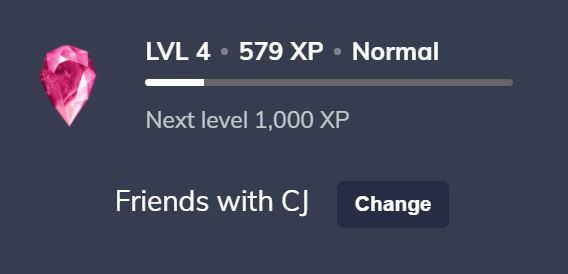 LVL 4 • 579 XP • Normal
Next level 1,000 XP
Friends with CJ
Change